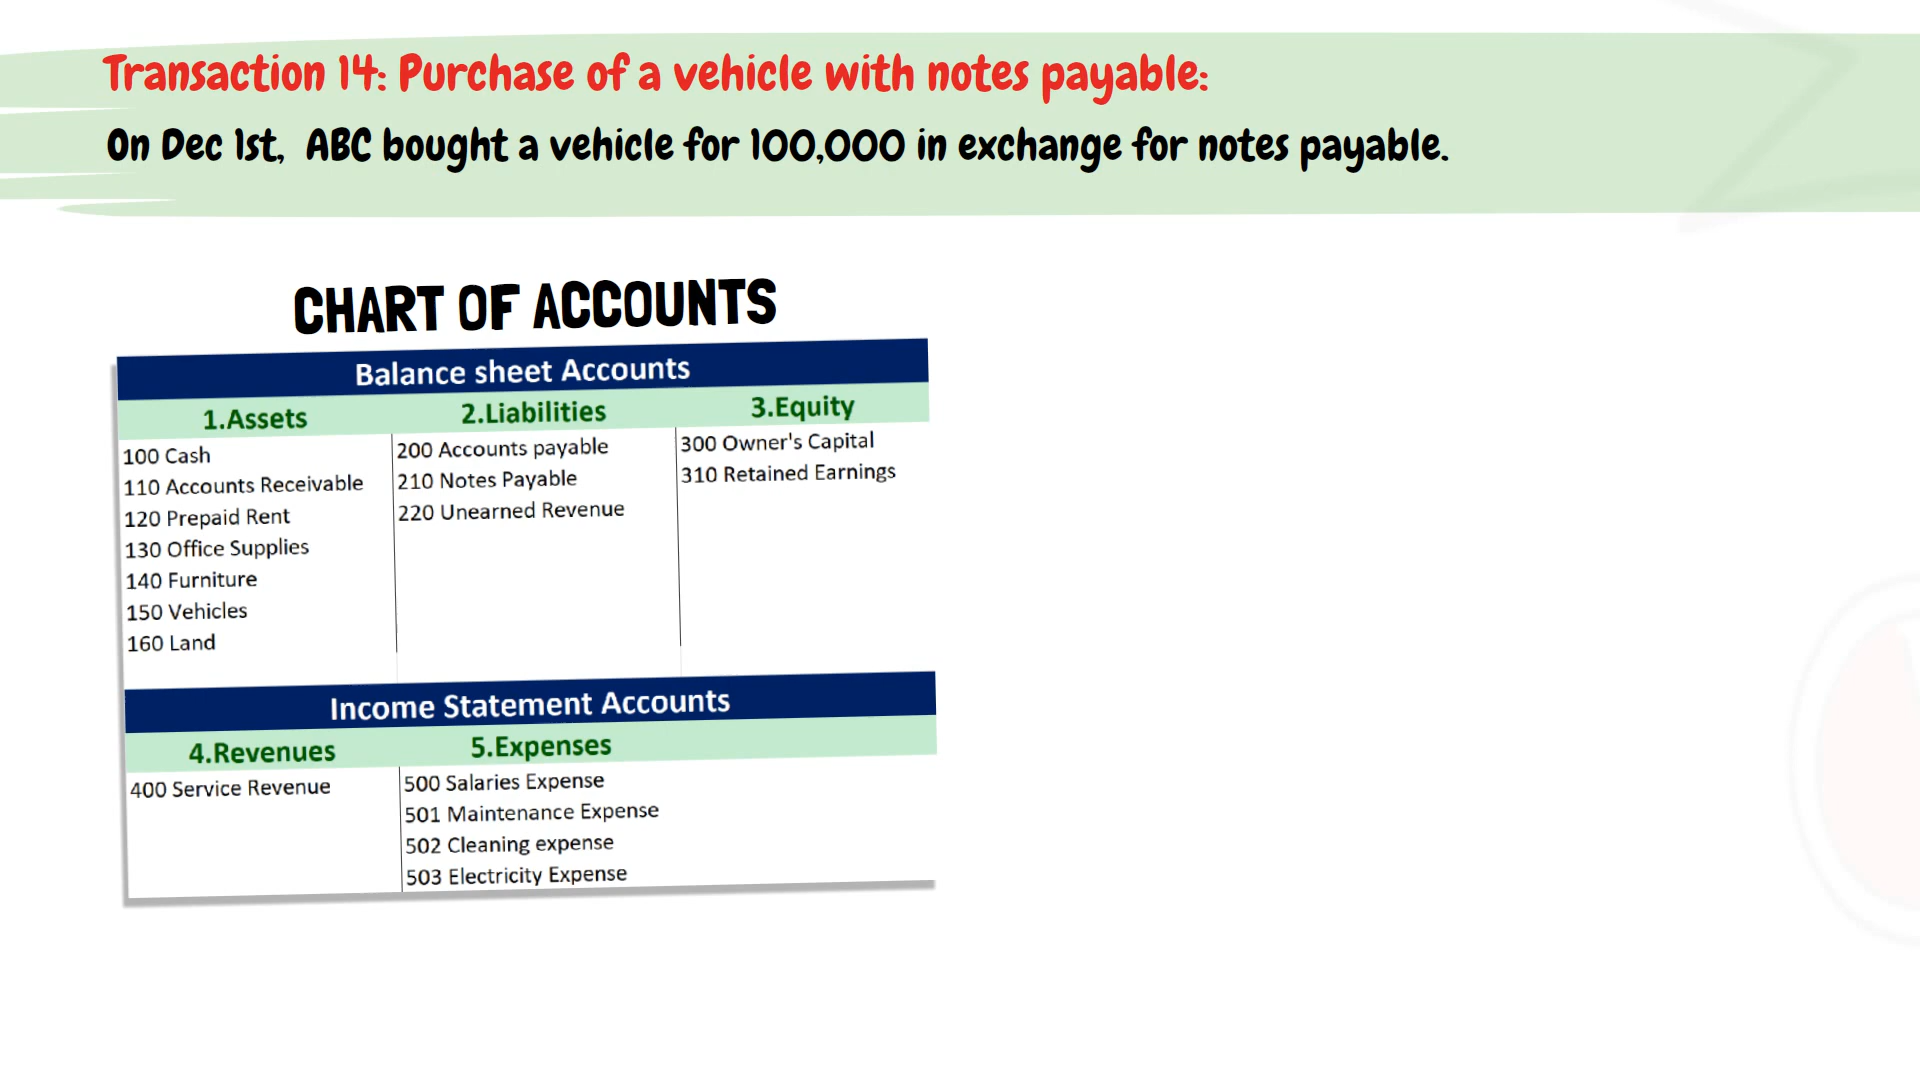 Transaction 14: Purchase of a vehicle with notes payable:
On Dec 1st, ABC bought a vehicle for 100,000 in exchange for notes payable.
CHART OF ACCOUNTS
Balance sheet Accounts
1.Assets 2.Liabilities 3.Equity
100 Cash 200 Accounts payable 300 Owner's Capital
110 Accounts Receivable 210 Notes Payable 310 Retained Earnings
120 Prepaid Rent 220 Unearned Revenue
130 Office Supplies
140 Furniture
150 Vehicles
160 Land
Income Statement Accounts
4.Revenues 5.Expenses
400 Service Revenue 500 Salaries Expense
501 Maintenance Expense
502 Cleaning expense
503 Electricity Expense